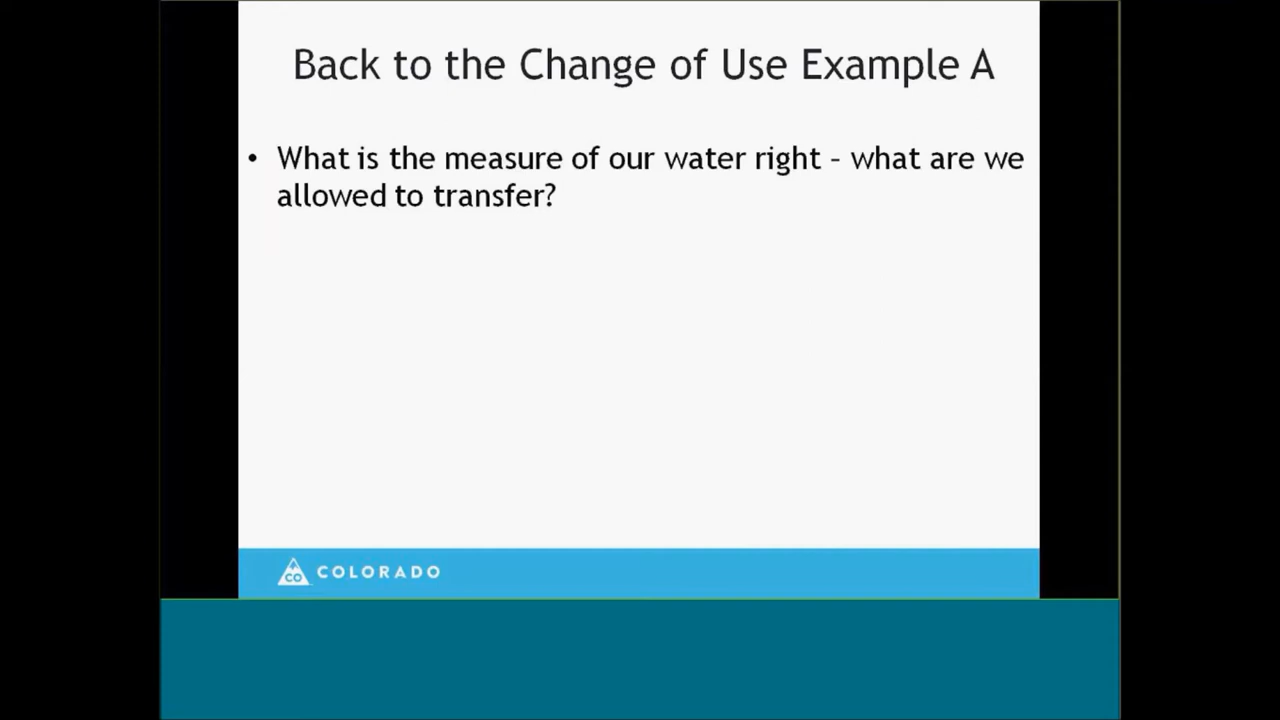 Back to the Change of Use Example A
• What is the measure of our water right – what are we
allowed to transfer?
CO COLORADO